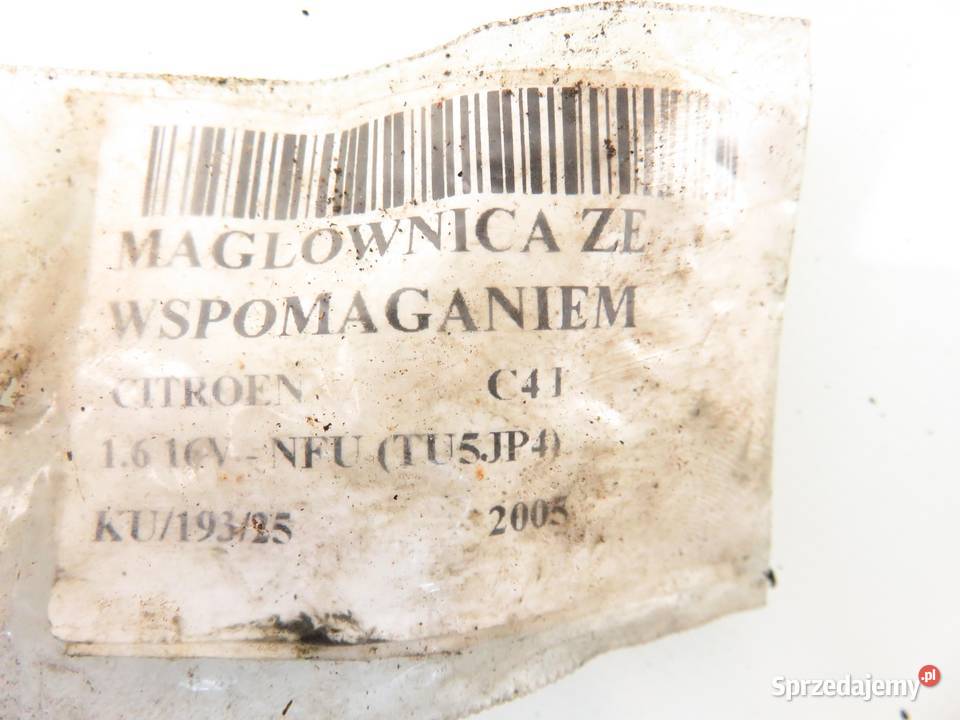 MAGLOWNICA ZE
WSPOMAGANIEM
CITROEN C4 I
1.6 16V - NFU (TU5JP4)
KU/193/25 2005
Sprzedajemy.pl